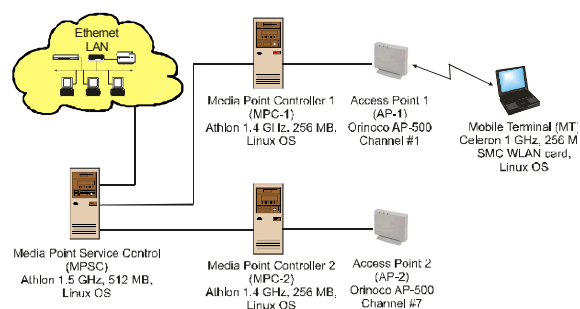 Ethernet
LAN
Media Point Controller 1
(MPC-1)
Athlon 1.4 GHz, 256 MB,
Linux OS
Access Point 1
(AP-1)
Orinoco AP-500
Channel #1
Mobile Terminal (MT)
Celeron 1 GHz, 256 M
SMC WLAN card,
Linux OS
Media Point Service Control
(MPSC)
Athlon 1.5 GHz, 512 MB,
Linux OS
Media Point Controller 2
(MPC-2)
Athlon 1.4 GHz, 256 MB,
Linux OS
Access Point 2
(AP-2)
Orinoco AP-500
Channel #7